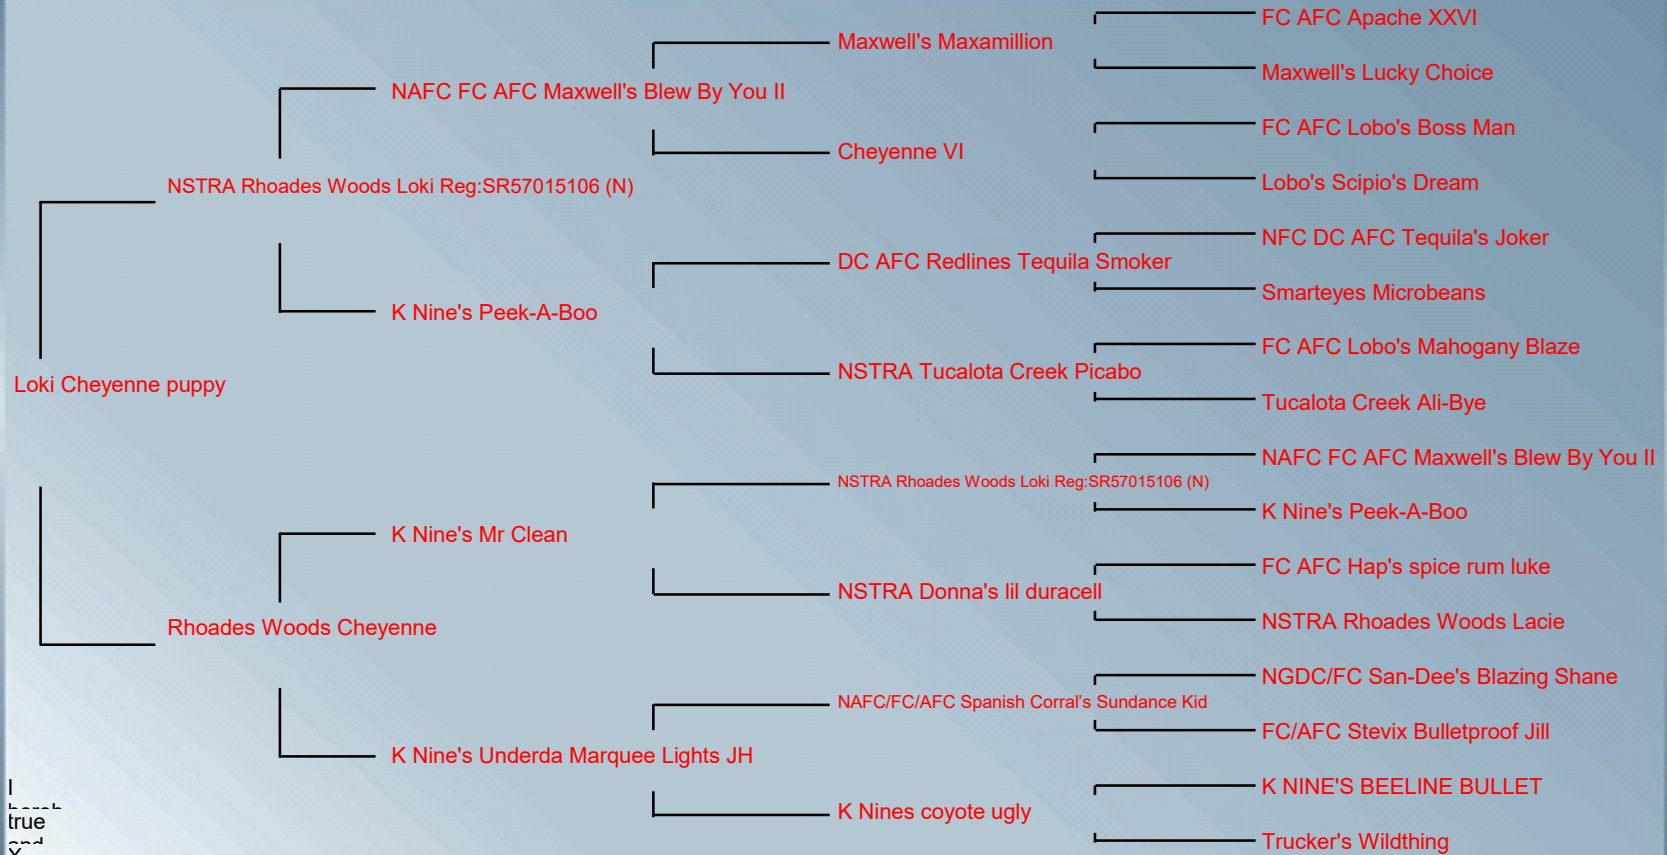 FC AFC Apache XXVI
Maxwell's Maxamillion
Maxwell's Lucky Choice
NAFC FC AFC Maxwell's Blew By You II
FC AFC Lobo's Boss Man
Cheyenne VI
Lobo's Scipio's Dream
NSTRA Rhoades Woods Loki Reg:SR57015106 (N)
NFC DC AFC Tequila's Joker
DC AFC Redlines Tequila Smoker
Smarteyes Microbeans
K Nine's Peek-A-Boo
FC AFC Lobo's Mahogany Blaze
NSTRA Tucalota Creek Picabo
Tucalota Creek Ali-Bye
Loki Cheyenne puppy
NAFC FC AFC Maxwell's Blew By You II
NSTRA Rhoades Woods Loki Reg:SR57015106 (N)
K Nine's Peek-A-Boo
K Nine's Mr Clean
FC AFC Hap's spice rum luke
NSTRA Donna's lil duracell
NSTRA Rhoades Woods Lacie
Rhoades Woods Cheyenne
NGDC/FC San-Dee's Blazing Shane
NAFC/FC/AFC Spanish Corral's Sundance Kid
FC/AFC Stevix Bulletproof Jill
K Nine's Underda Marquee Lights JH
K NINE'S BEELINE BULLET
K Nines coyote ugly
Trucker's Wildthing
I
true